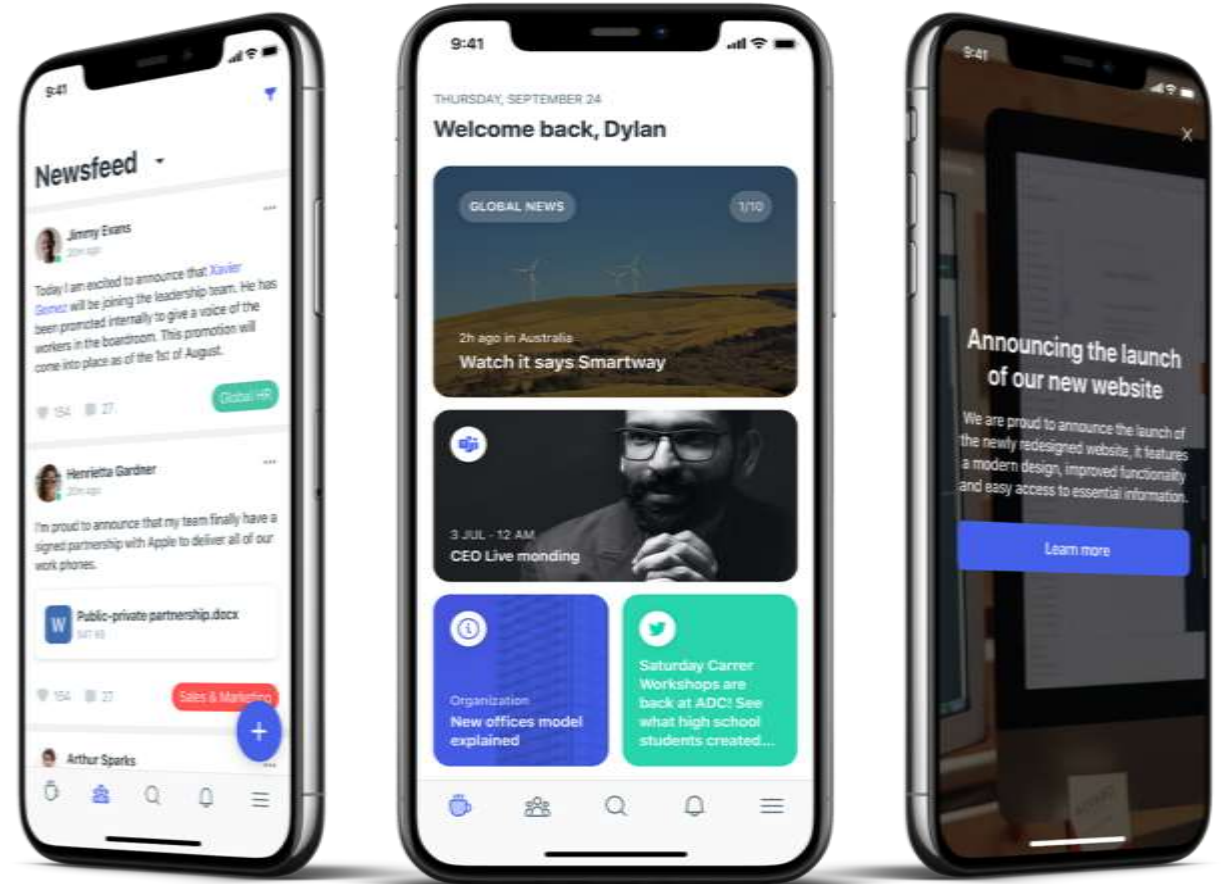 9:41
Newsfeed
Jimmy Evans
20m ago
Today I am excited to announce that Xavier
Gomez will be joining the leadership team. He has
been promoted internally to give a voice of the
workers in the boardroom. This promotion will
come into place as of the 1st of August.
154 27
Global HR
Henrietta Gardner
20m ago
I'm proud to announce that my team finally have a
signed partnership with Apple to deliver all of our
work phones.
W
Public-private partnership.docx
154 27
Sales & Marketing
+
Arthur Sparks
9:41
THURSDAY, SEPTEMBER 24
Welcome back, Dylan
GLOBAL NEWS
1/10
2h ago in Australia
Watch it says Smartway
3 JUL - 12 AM
CEO Live monding
Organization
New offices model
explained
Saturday Carrer
Workshops are
back at ADC! See
what high school
students created...
9:41
X
Announcing the launch
of our new website
We are proud to announce the launch of
the newly redesigned website, it features
a modern design, improved functionality
and easy access to essential information.
Learn more